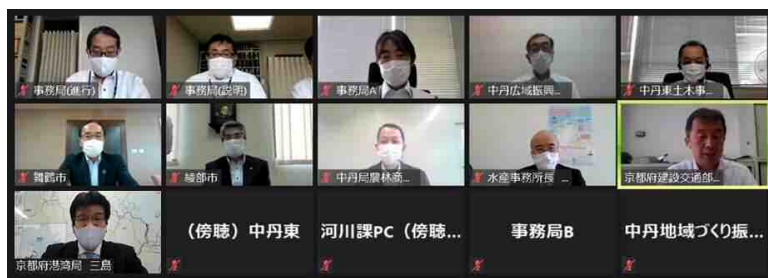 事務局(進行)
事務局(説明)
事務局A
中丹広域振興...
中丹東土木事...
舞鶴市
綾部市
中丹局農林商...
水産事務所長 ...
京都府建設交通部...
京都府港湾局 三島
(傍聴) 中丹東
河川課PC (傍聴...
事務局B
中丹地域づくり振...